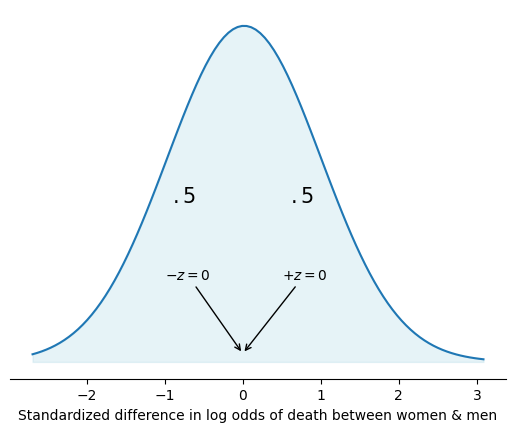 .5 .5
−z = 0 +z = 0
−2 −1 0 1 2 3
Standardized difference in log odds of death between women & men